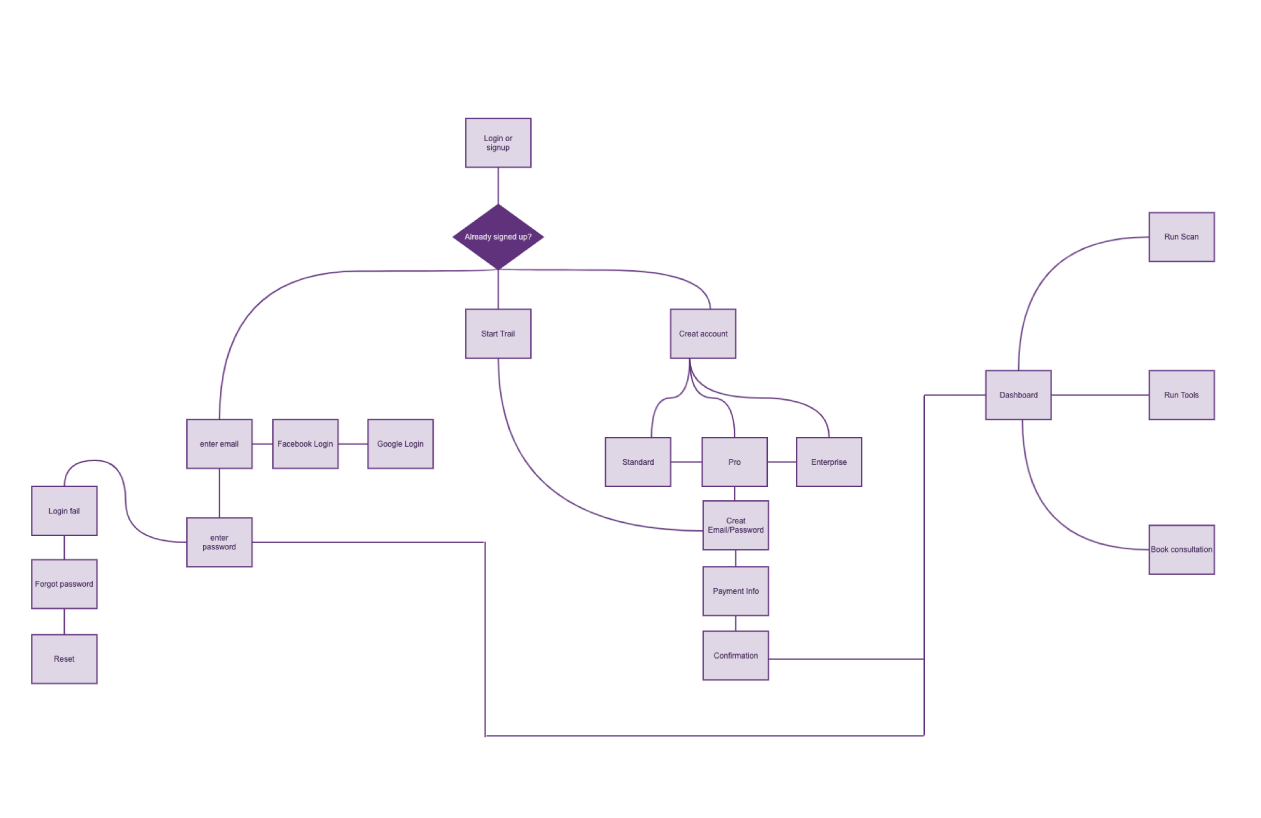 Login or
signup
Already signed up?
Run Scan
Start Trail
Creat account
Dashboard
Run Tools
enter email
Facebook Login
Google Login
Standard
Pro
Enterprise
Login fail
Creat
Email/Password
enter
password
Book consultation
Forgot password
Payment Info
Confirmation
Reset